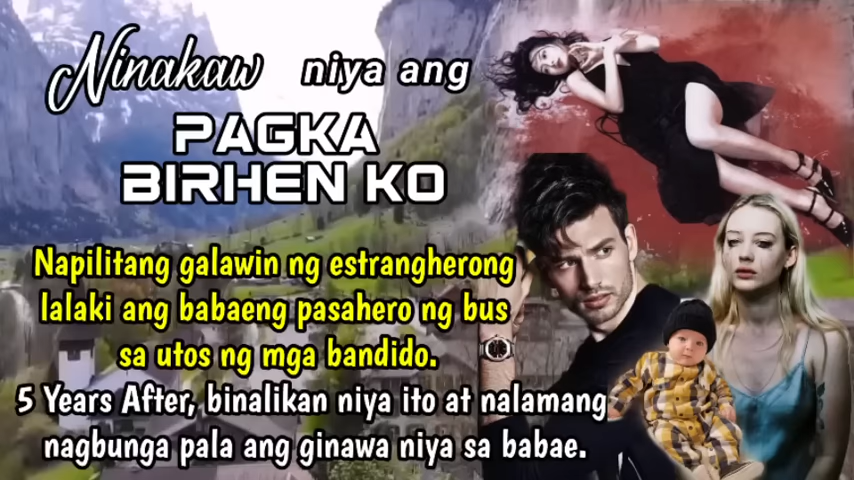 Ninakaw niya ang
PAGKA
BIRHEN KO
Napilitang galawin ng estrangherong
lalaki ang babaeng pasahero ng bus
sa utos ng mga bandido.
5 Years After, binalikan niya ito at nalamang
nagbunga pala ang ginawa niya sa babae.